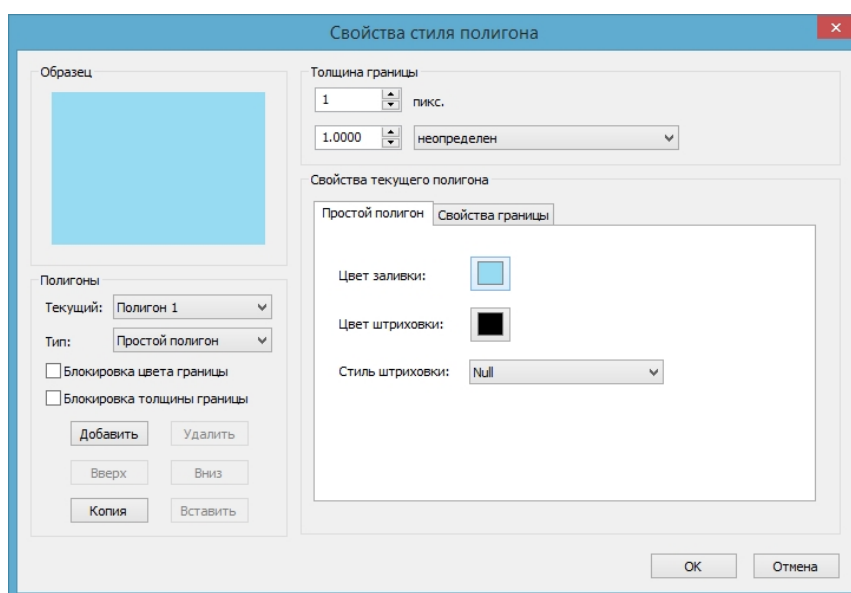 Свойства стиля полигона
Образец
Толщина границы
1 пикс.
1.0000 неопределен
Свойства текущего полигона
Простой полигон Свойства границы
Цвет заливки:
Цвет штриховки:
Стиль штриховки: Null
Полигоны
Текущий: Полигон 1
Тип: Простой полигон
Блокировка цвета границы
Блокировка толщины границы
Добавить Удалить
Вверх Вниз
Копия Вставить
OK Отмена